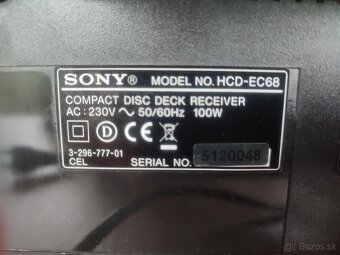 SONY® MODEL NO. HCD-EC68
COMPACT DISC DECK RECEIVER
AC : 230V ~ 50/60Hz 100W
D CE
3-296-777-01
CEL SERIAL NO. 5120048
bazos.sk